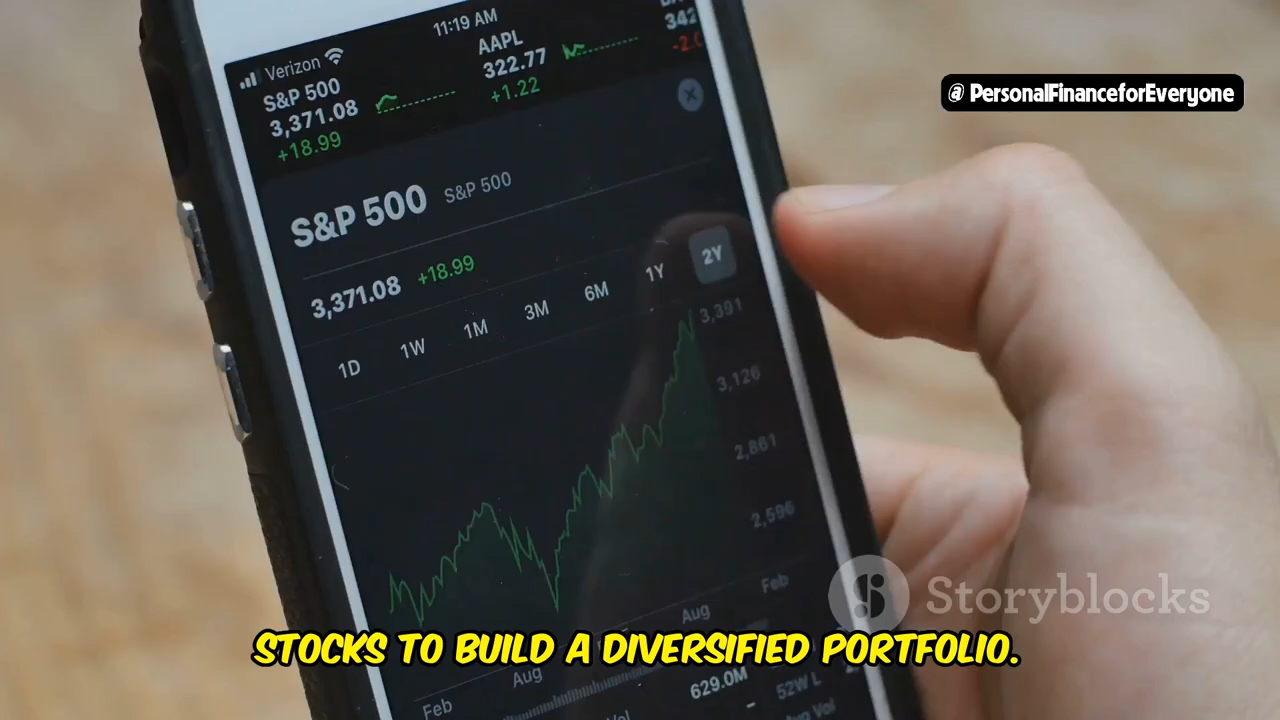 11:19 AM
Verizon
S&P 500
3,371.08
+18.99
AAPL
322.77
+1.22
342
@ PersonalFinanceforEveryone
S&P 500 S&P 500
3,371.08 +18.99
1D 1W 1M 3M 6M 1Y 2Y
3,391
3,126
2,861
2,596
Feb Aug Aug Feb
629.0M
52W L
Storyblocks
STOCKS TO BUILD A DIVERSIFIED PORTFOLIO.